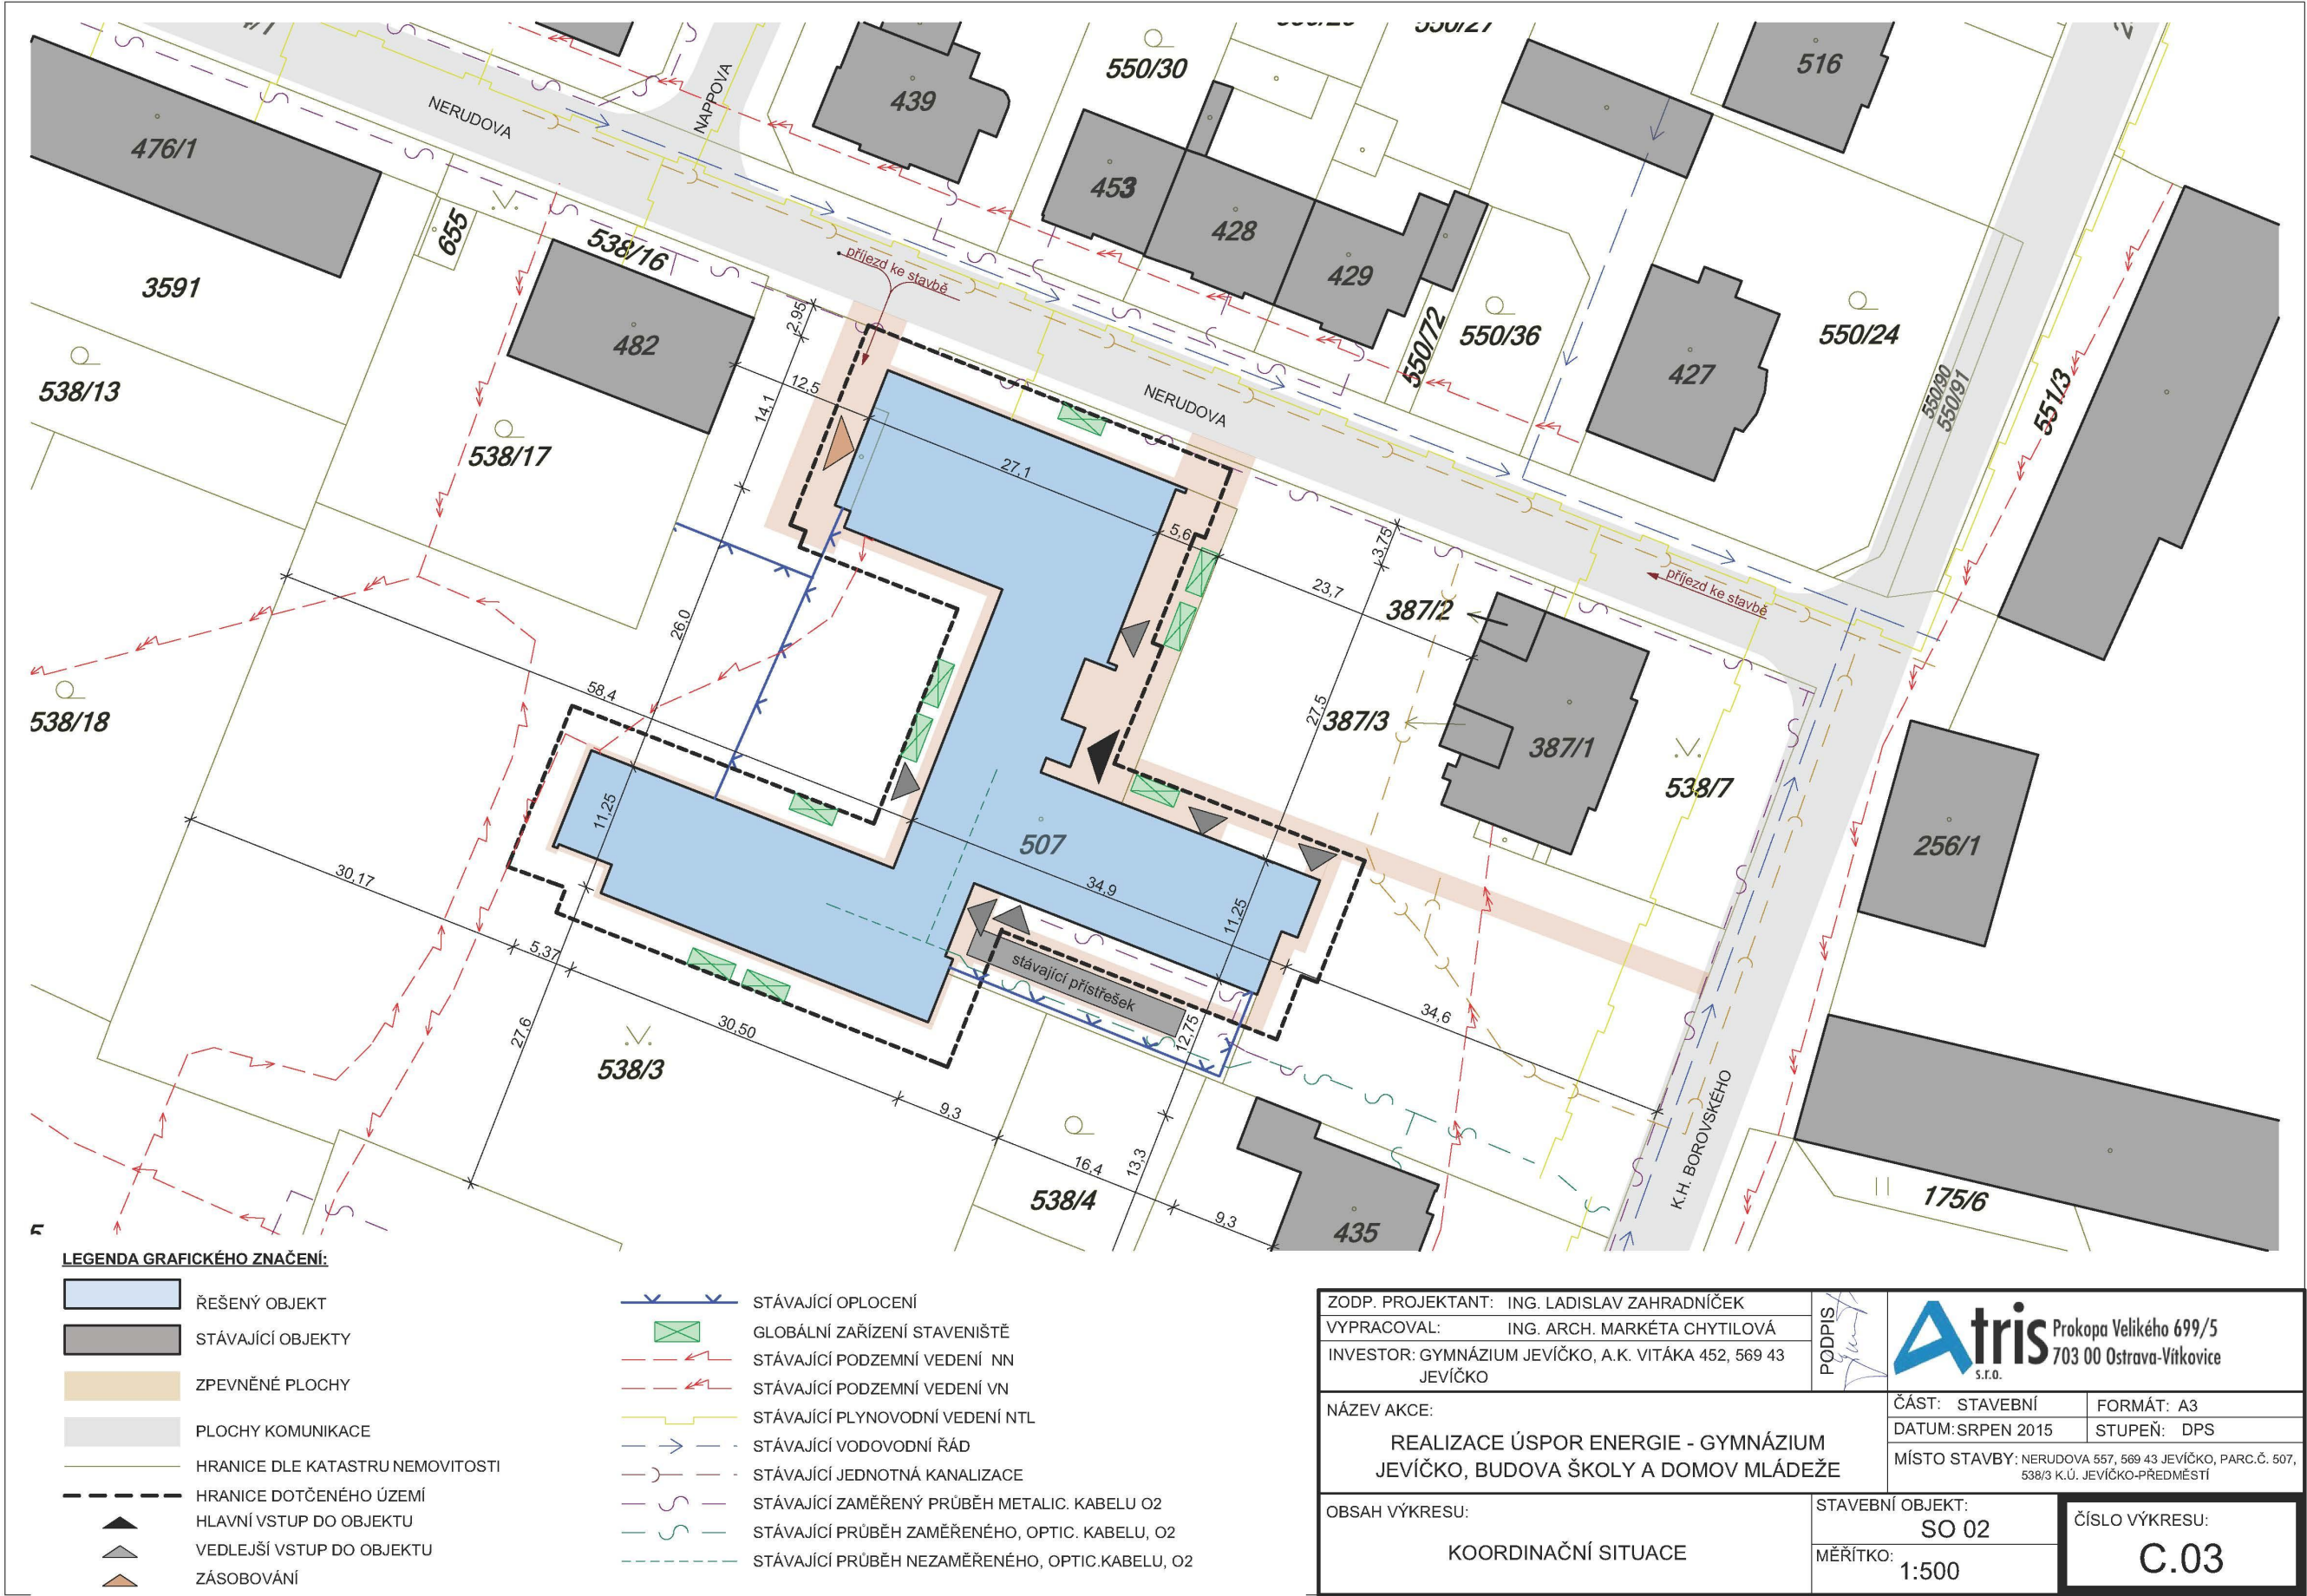 550/30
516
439
476/1
NERUDOVA
NAPPOVA
453
428
429
655
538/16
3591
příjezd ke stavbě
2,95
482
550/72
550/36
427
550/24
550/90
550/91
551/3
538/13
12,5
14,1
NERUDOVA
538/17
27,1
5,6
3,75
23,7
387/2
příjezd ke stavbě
26,0
58,4
27,5
387/3
387/1
538/18
538/7
11,25
507
256/1
30,17
34,9
11,25
5,37
stávající přístřešek
27,6
30,50
12,75
34,6
538/3
9,3
16,4
13,3
538/4
9,3
435
K.H. BOROVSKÉHO
175/6
LEGENDA GRAFICKÉHO ZNAČENÍ:
ŘEŠENÝ OBJEKT
STÁVAJÍCÍ OBJEKTY
ZPEVNĚNÉ PLOCHY
PLOCHY KOMUNIKACE
HRANICE DLE KATASTRU NEMOVITOSTI
HRANICE DOTČENÉHO ÚZEMÍ
HLAVNÍ VSTUP DO OBJEKTU
VEDLEJŠÍ VSTUP DO OBJEKTU
ZÁSOBOVÁNÍ
STÁVAJÍCÍ OPLOCENÍ
GLOBÁLNÍ ZAŘÍZENÍ STAVENIŠTĚ
STÁVAJÍCÍ PODZEMNÍ VEDENÍ NN
STÁVAJÍCÍ PODZEMNÍ VEDENÍ VN
STÁVAJÍCÍ PLYNOVODNÍ VEDENÍ NTL
STÁVAJÍCÍ VODOVODNÍ ŘÁD
STÁVAJÍCÍ JEDNOTNÁ KANALIZACE
STÁVAJÍCÍ ZAMĚŘENÝ PRŮBĚH METALIC. KABELU O2
STÁVAJÍCÍ PRŮBĚH ZAMĚŘENÉHO, OPTIC. KABELU, O2
STÁVAJÍCÍ PRŮBĚH NEZAMĚŘENÉHO, OPTIC.KABELU, O2
ZODP. PROJEKTANT: ING. LADISLAV ZAHRADNÍČEK
VYPRACOVAL: ING. ARCH. MARKÉTA CHYTILOVÁ
INVESTOR: GYMNÁZIUM JEVÍČKO, A.K. VITÁKA 452, 569 43
JEVÍČKO
PODPIS
Atris s.r.o.
Prokopa Velikého 699/5
703 00 Ostrava-Vítkovice
NÁZEV AKCE:
REALIZACE ÚSPOR ENERGIE - GYMNÁZIUM
JEVÍČKO, BUDOVA ŠKOLY A DOMOV MLÁDEŽE
ČÁST: STAVEBNÍ
FORMÁT: A3
DATUM: SRPEN 2015
STUPEŇ: DPS
MÍSTO STAVBY: NERUDOVA 557, 569 43 JEVÍČKO, PARC.Č. 507,
538/3 K.Ú. JEVÍČKO-PŘEDMĚSTÍ
OBSAH VÝKRESU:
KOORDINAČNÍ SITUACE
STAVEBNÍ OBJEKT:
SO 02
MĚŘÍTKO:
1:500
ČÍSLO VÝKRESU:
C.03